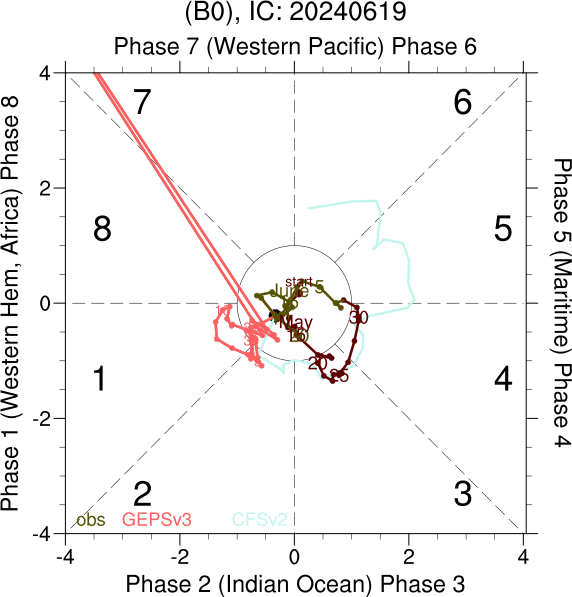 (B0), IC: 20240619
Phase 7 (Western Pacific) Phase 6
Phase 1 (Western Hem, Africa) Phase 8
Phase 5 (Maritime) Phase 4
4
2
0
-2
-4
7
6
8
5
1
4
2
3
start
June
5
May
30
20
25
obs
GEPSv3
CFSv2
-4
-2
0
2
4
Phase 2 (Indian Ocean) Phase 3